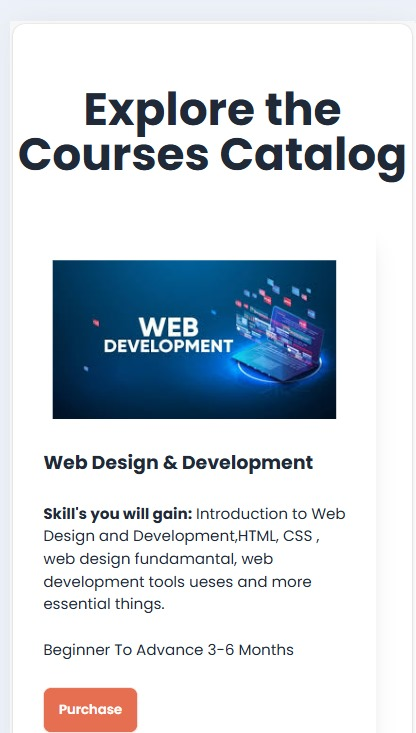 Explore the
Courses Catalog
WEB
DEVELOPMENT
Web Design & Development
Skill's you will gain: Introduction to Web
Design and Development,HTML, CSS ,
web design fundamantal, web
development tools ueses and more
essential things.
Beginner To Advance 3-6 Months
Purchase